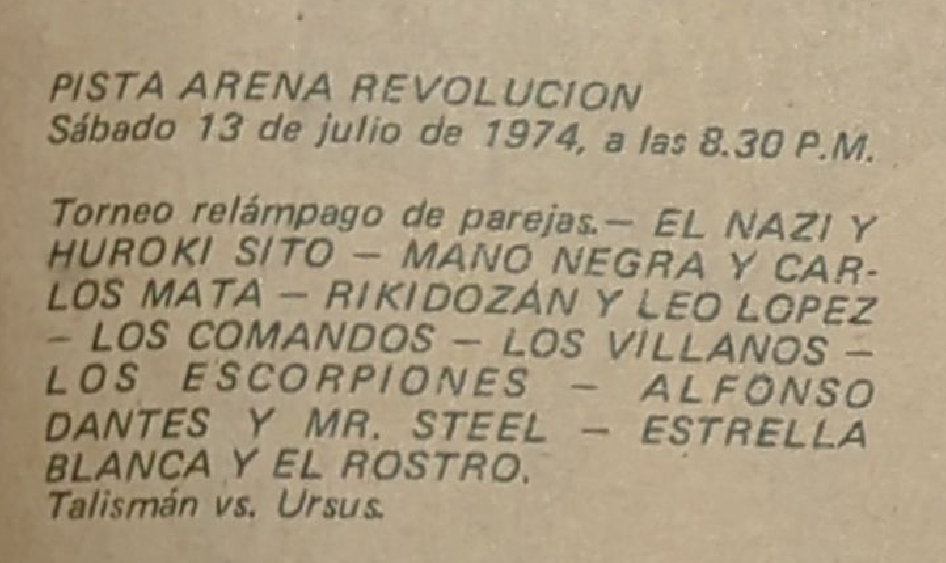 PISTA ARENA REVOLUCION
Sábado 13 de julio de 1974, a las 8.30 P.M.
Torneo relámpago de parejas.— EL NAZI Y
HUROKI SITO — MANO NEGRA Y CAR-
LOS MATA — RIKIDOZÁN Y LEO LOPEZ
— LOS COMANDOS — LOS VILLANOS —
LOS ESCORPIONES — ALFONSO
DANTES Y MR. STEEL — ESTRELLA
BLANCA Y EL ROSTRO.
Talismán vs. Ursus.